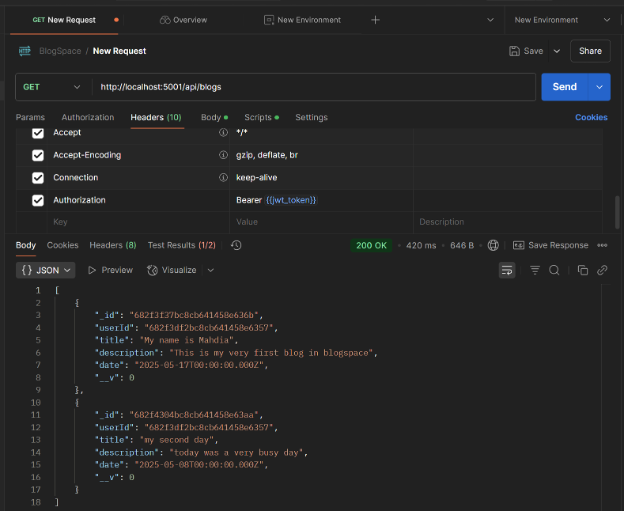 GET New Request
Overview
New Environment
New Environment
BlogSpace / New Request
Save
Share
GET
http://localhost:5001/api/blogs
Send
Params Authorization Headers (10) Body Scripts Settings Cookies
Accept */*
Accept-Encoding gzip, deflate, br
Connection keep-alive
Authorization Bearer {{jwt_token}}
Key Value Description
Body Cookies Headers (8) Test Results (1/2) 200 OK • 420 ms • 646 B Save Response
{} JSON Preview Visualize
1 [
2 {
3 "_id": "682f3f37bc8cb641458e636b",
4 "userId": "682f3df2bc8cb641458e6357",
5 "title": "My name is Mahdia",
6 "description": "This is my very first blog in blogspace",
7 "date": "2025-05-17T00:00:00.000Z",
8 "__v": 0
9 },
10 {
11 "_id": "682f4304bc8cb641458e63aa",
12 "userId": "682f3df2bc8cb641458e6357",
13 "title": "my second day",
14 "description": "today was a very busy day",
15 "date": "2025-05-08T00:00:00.000Z",
16 "__v": 0
17 }
18 ]